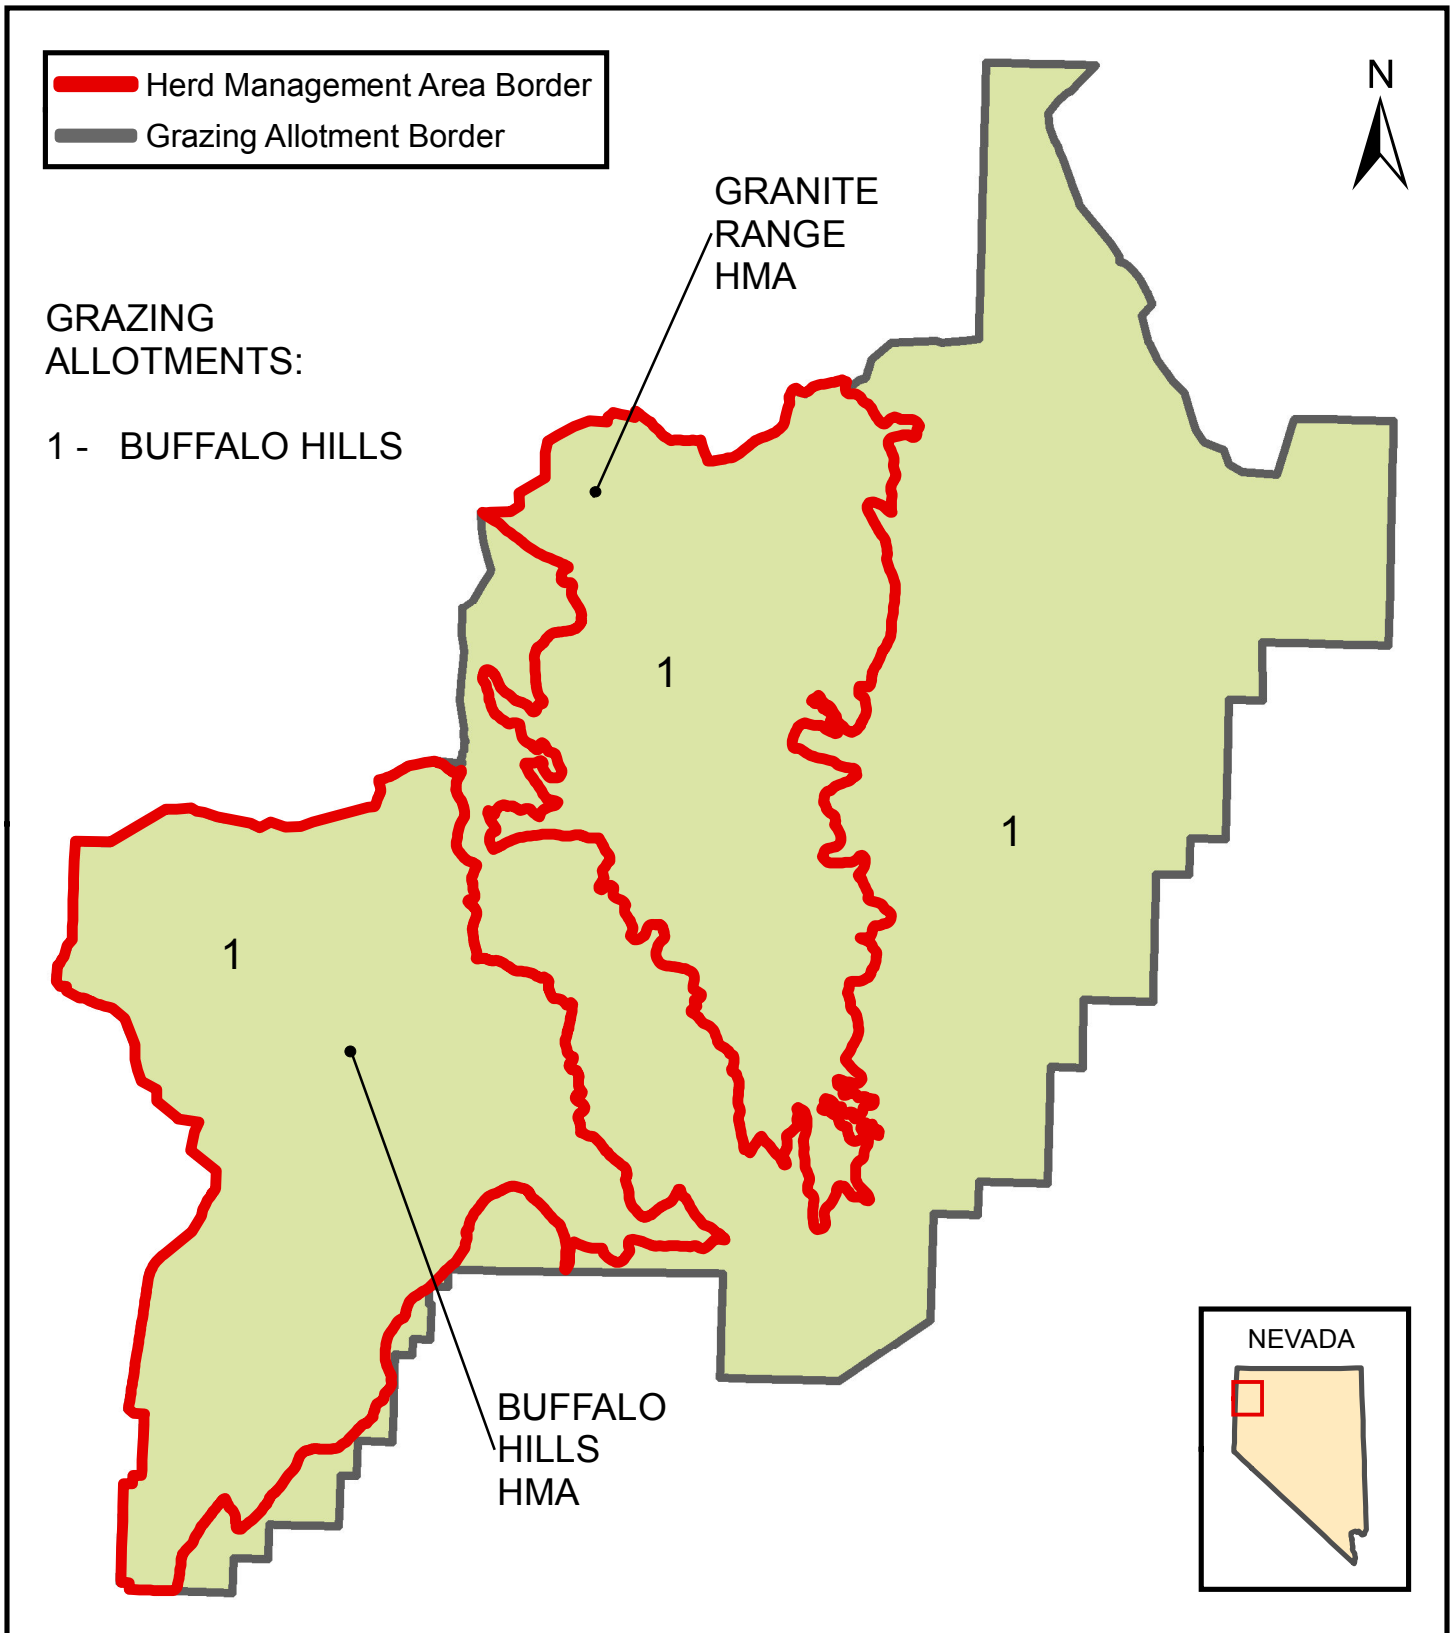 Herd Management Area Border
Grazing Allotment Border
N
GRANITE
RANGE
HMA
GRAZING
ALLOTMENTS:
1 - BUFFALO HILLS
1
1
1
BUFFALO
HILLS
HMA
NEVADA